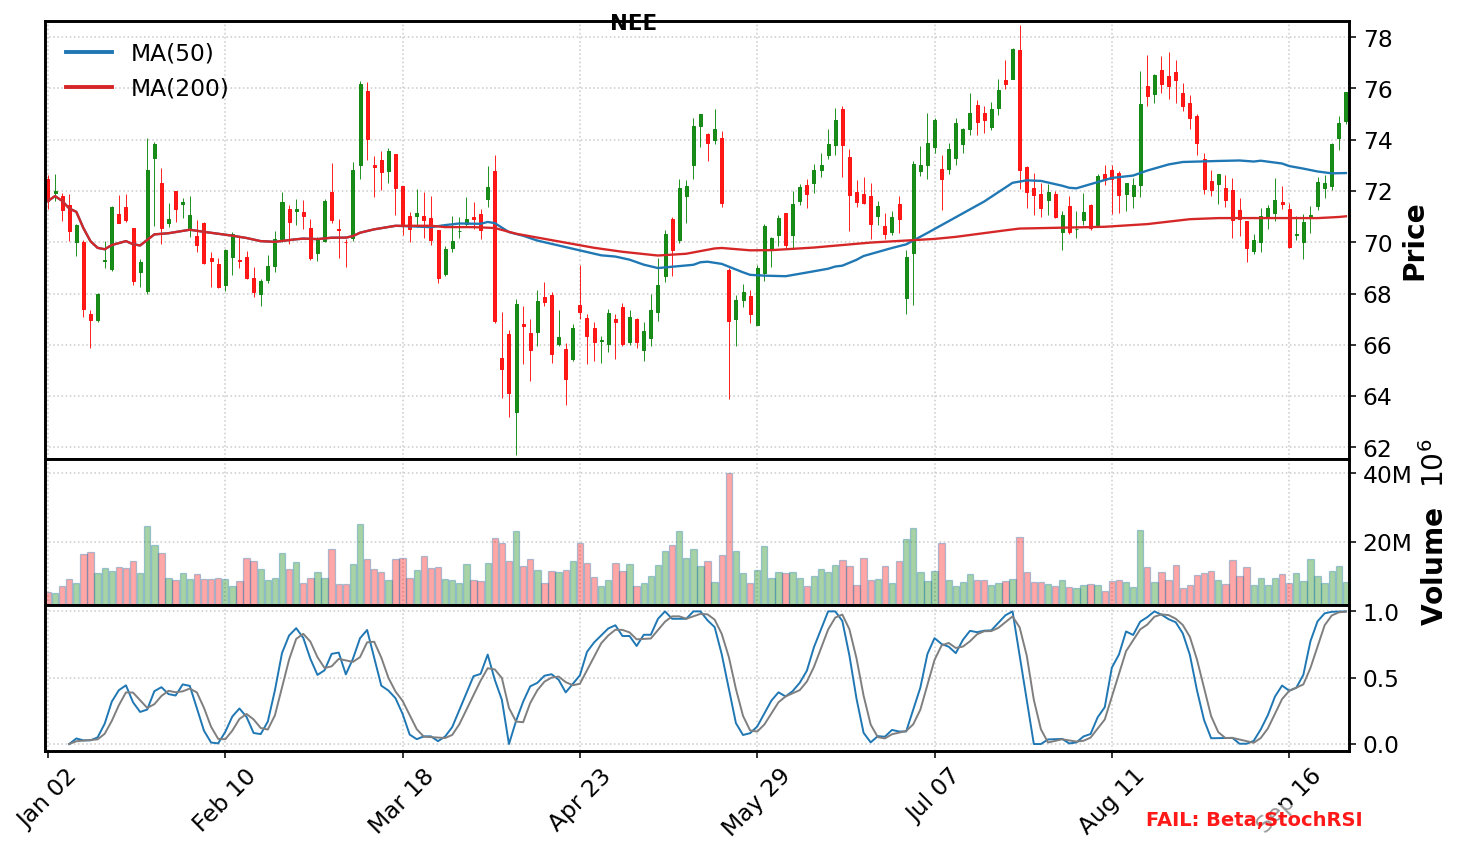 NEE
MA(50)
MA(200)
78
76
74
72
70
68
66
64
62
Price
40M
20M
Volume 10^6
1.0
0.5
0.0
Jan 02
Feb 10
Mar 18
Apr 23
May 29
Jul 07
Aug 11
Sep 16
FAIL: Beta,StochRSI